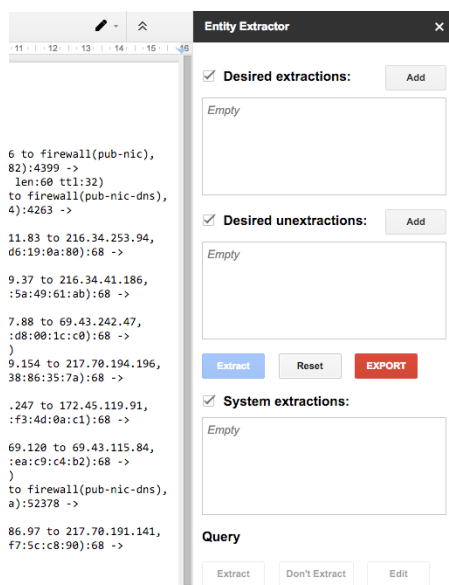 11 12 13 14 15 16
6 to firewall(pub-nic),
82):4399 ->
len:60 ttl:32)
to firewall(pub-nic-dns),
4):4263 ->
11.83 to 216.34.253.94,
d6:19:0a:80):68 ->
9.37 to 216.34.41.186,
:5a:49:61:ab):68 ->
7.88 to 69.43.242.47,
:d8:00:1c:c0):68 ->
)
9.154 to 217.70.194.196,
38:86:35:7a):68 ->
.247 to 172.45.119.91,
:f3:4d:0a:c1):68 ->
69.120 to 69.43.115.84,
:ea:c9:c4:b2):68 ->
)
to firewall(pub-nic-dns),
a):52378 ->
86.97 to 217.70.191.141,
f7:5c:c8:90):68 ->
Entity Extractor
Desired extractions:
Add
Empty
Desired unextractions:
Add
Empty
Extract Reset EXPORT
System extractions:
Empty
Query
Extract Don't Extract Edit